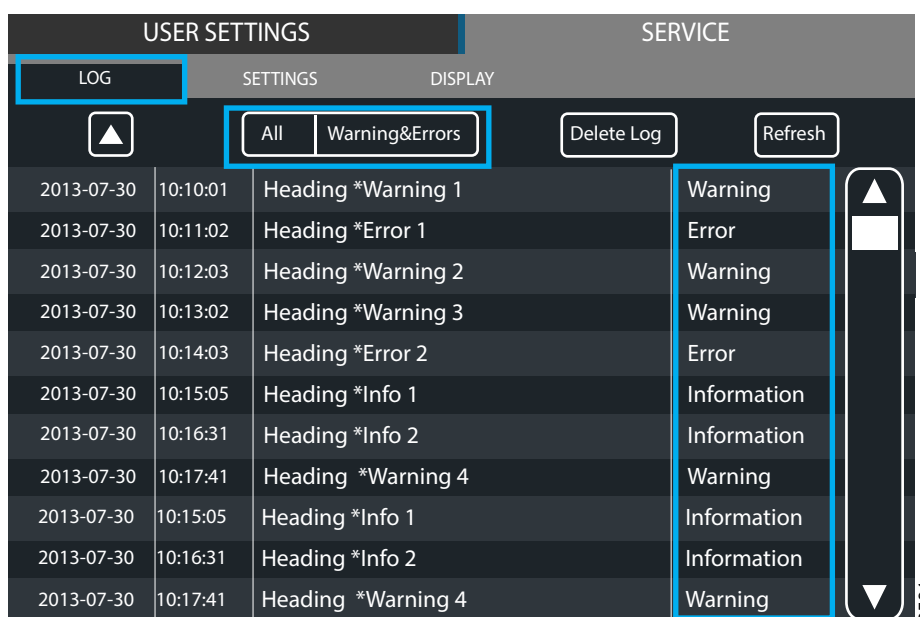 USER SETTINGS SERVICE
LOG SETTINGS DISPLAY
All Warning&Errors Delete Log Refresh
2013-07-30 10:10:01 Heading *Warning 1 Warning
2013-07-30 10:11:02 Heading *Error 1 Error
2013-07-30 10:12:03 Heading *Warning 2 Warning
2013-07-30 10:13:02 Heading *Warning 3 Warning
2013-07-30 10:14:03 Heading *Error 2 Error
2013-07-30 10:15:05 Heading *Info 1 Information
2013-07-30 10:16:31 Heading *Info 2 Information
2013-07-30 10:17:41 Heading *Warning 4 Warning
2013-07-30 10:15:05 Heading *Info 1 Information
2013-07-30 10:16:31 Heading *Info 2 Information
2013-07-30 10:17:41 Heading *Warning 4 Warning